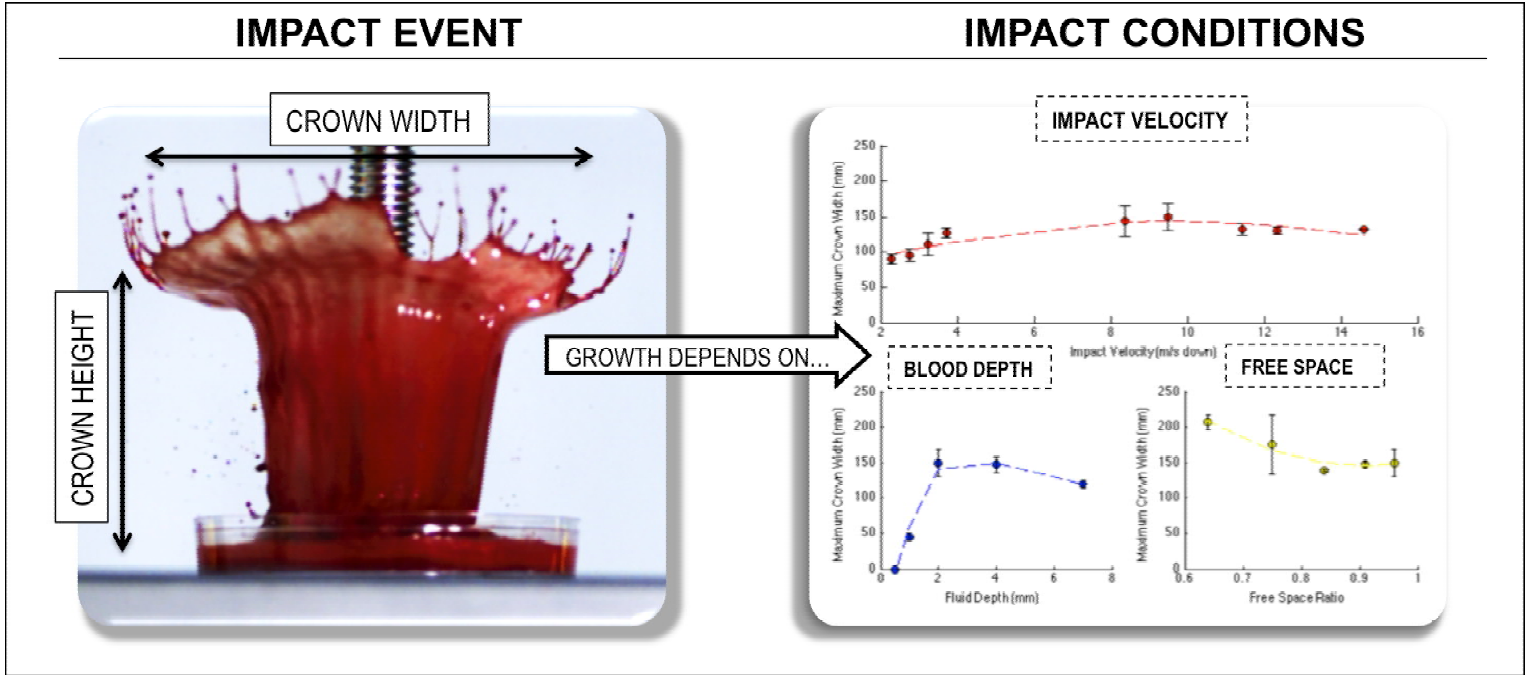 IMPACT EVENT
IMPACT CONDITIONS
CROWN WIDTH
CROWN HEIGHT
GROWTH DEPENDS ON...
IMPACT VELOCITY
Maximum Crown Width (mm)
250
200
150
100
50
0
2
4
6
8
10
12
14
16
Impact Velocity(m/s down)
BLOOD DEPTH
Maximum Crown Width (mm)
250
200
150
100
50
0
0
2
4
6
8
Fluid Depth (mm)
FREE SPACE
Maximum Crown Width (mm)
250
200
150
100
50
0
0.6
0.7
0.8
0.9
1
Free Space Ratio